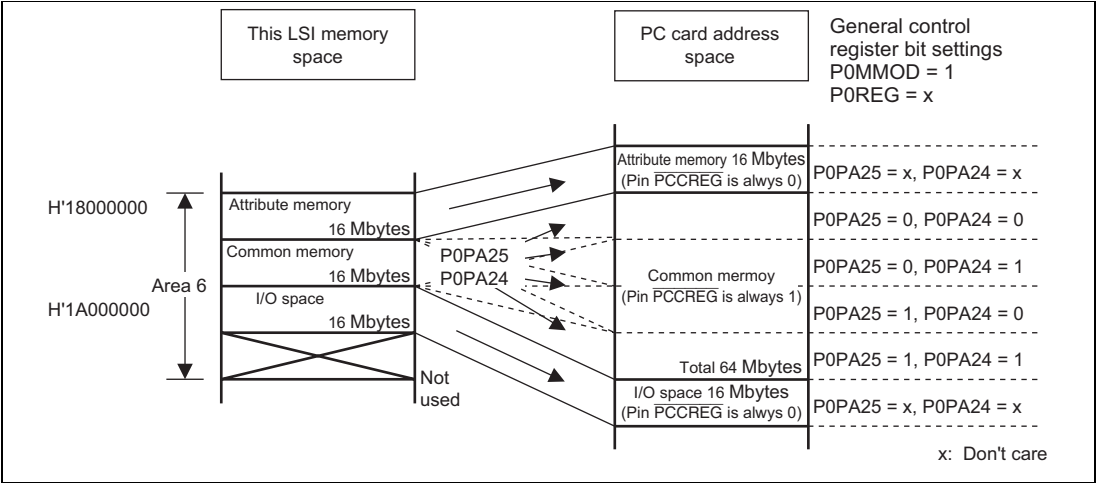 This LSI memory
space
PC card address
space
General control
register bit settings
P0MMOD = 1
P0REG = x
H'18000000
Area 6
H'1A000000
Attribute memory
16 Mbytes
Common memory
16 Mbytes
I/O space
16 Mbytes
Not
used
P0PA25
P0PA24
Attribute memory 16 Mbytes
(Pin PCCREG is alwys 0)
Common mermoy
(Pin PCCREG is always 1)
Total 64 Mbytes
I/O space 16 Mbytes
(Pin PCCREG is alwys 0)
P0PA25 = x, P0PA24 = x
P0PA25 = 0, P0PA24 = 0
P0PA25 = 0, P0PA24 = 1
P0PA25 = 1, P0PA24 = 0
P0PA25 = 1, P0PA24 = 1
P0PA25 = x, P0PA24 = x
x: Don't care